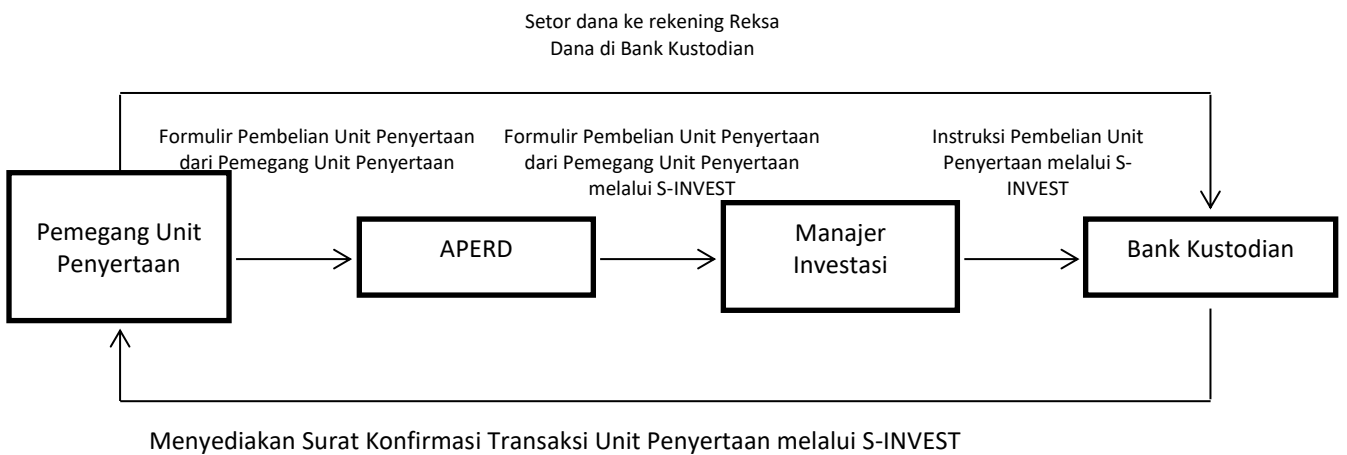 Setor dana ke rekening Reksa
Dana di Bank Kustodian
Formulir Pembelian Unit Penyertaan
dari Pemegang Unit Penyertaan
Formulir Pembelian Unit Penyertaan
dari Pemegang Unit Penyertaan
melalui S-INVEST
Instruksi Pembelian Unit
Penyertaan melalui S-
INVEST
Pemegang Unit
Penyertaan
APERD
Manajer
Investasi
Bank Kustodian
Menyediakan Surat Konfirmasi Transaksi Unit Penyertaan melalui S-INVEST